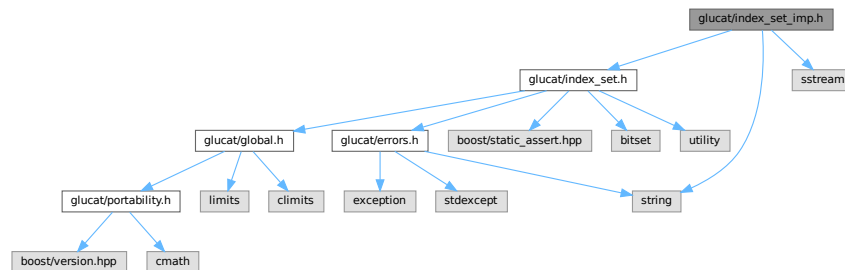 glucat/index_set_imp.h
glucat/index_set.h
sstream
glucat/global.h
glucat/errors.h
boost/static_assert.hpp
bitset
utility
glucat/portability.h
limits
climits
exception
stdexcept
string
boost/version.hpp
cmath